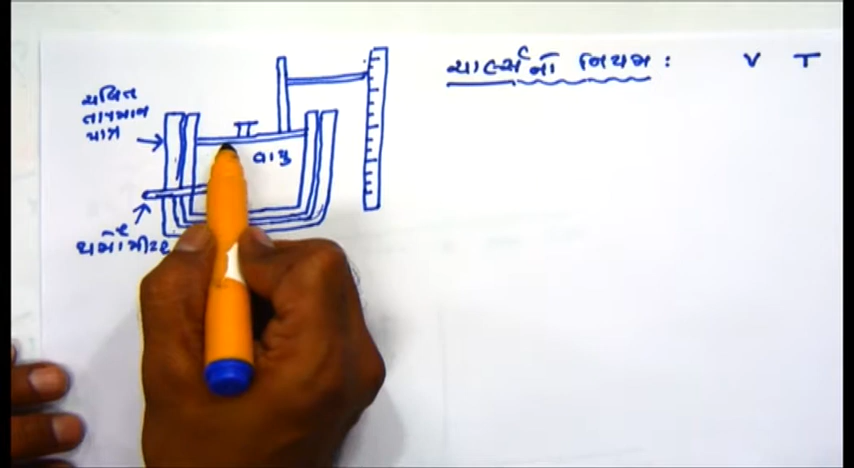 ચાર્લ્સનો નિયમ : V T
ચલિત
તાપમાન
પાત્ર
વાયુ
થર્મોમીટર